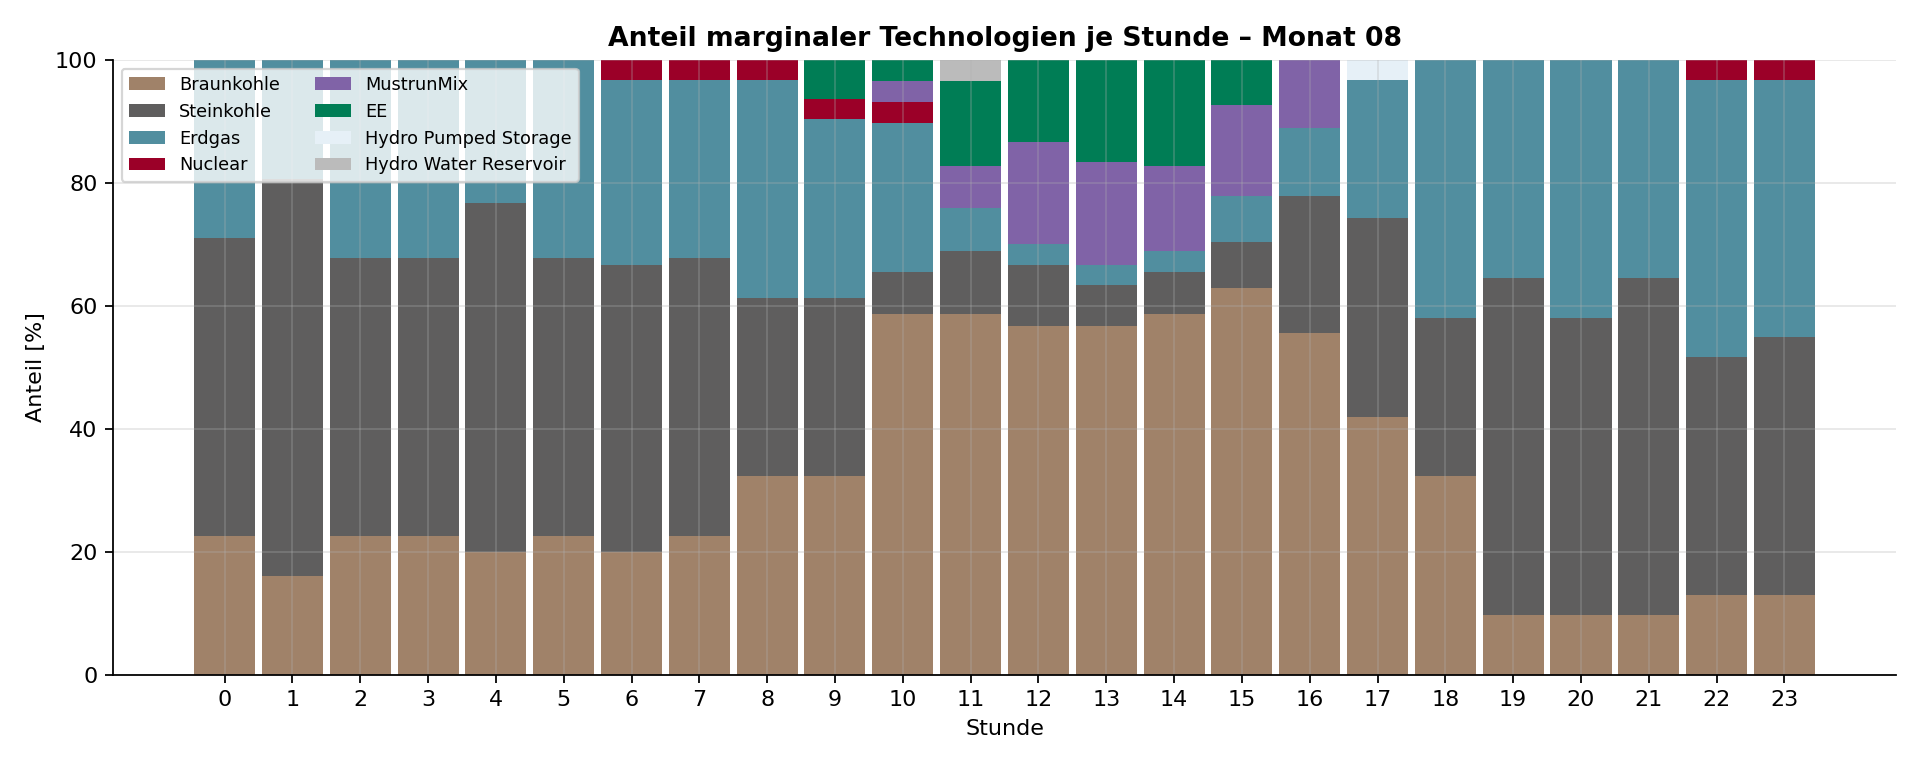 Anteil marginaler Technologien je Stunde – Monat 08
Anteil [%]
100
80
60
40
20
0
Braunkohle
Steinkohle
Erdgas
Nuclear
MustrunMix
EE
Hydro Pumped Storage
Hydro Water Reservoir
0 1 2 3 4 5 6 7 8 9 10 11 12 13 14 15 16 17 18 19 20 21 22 23
Stunde